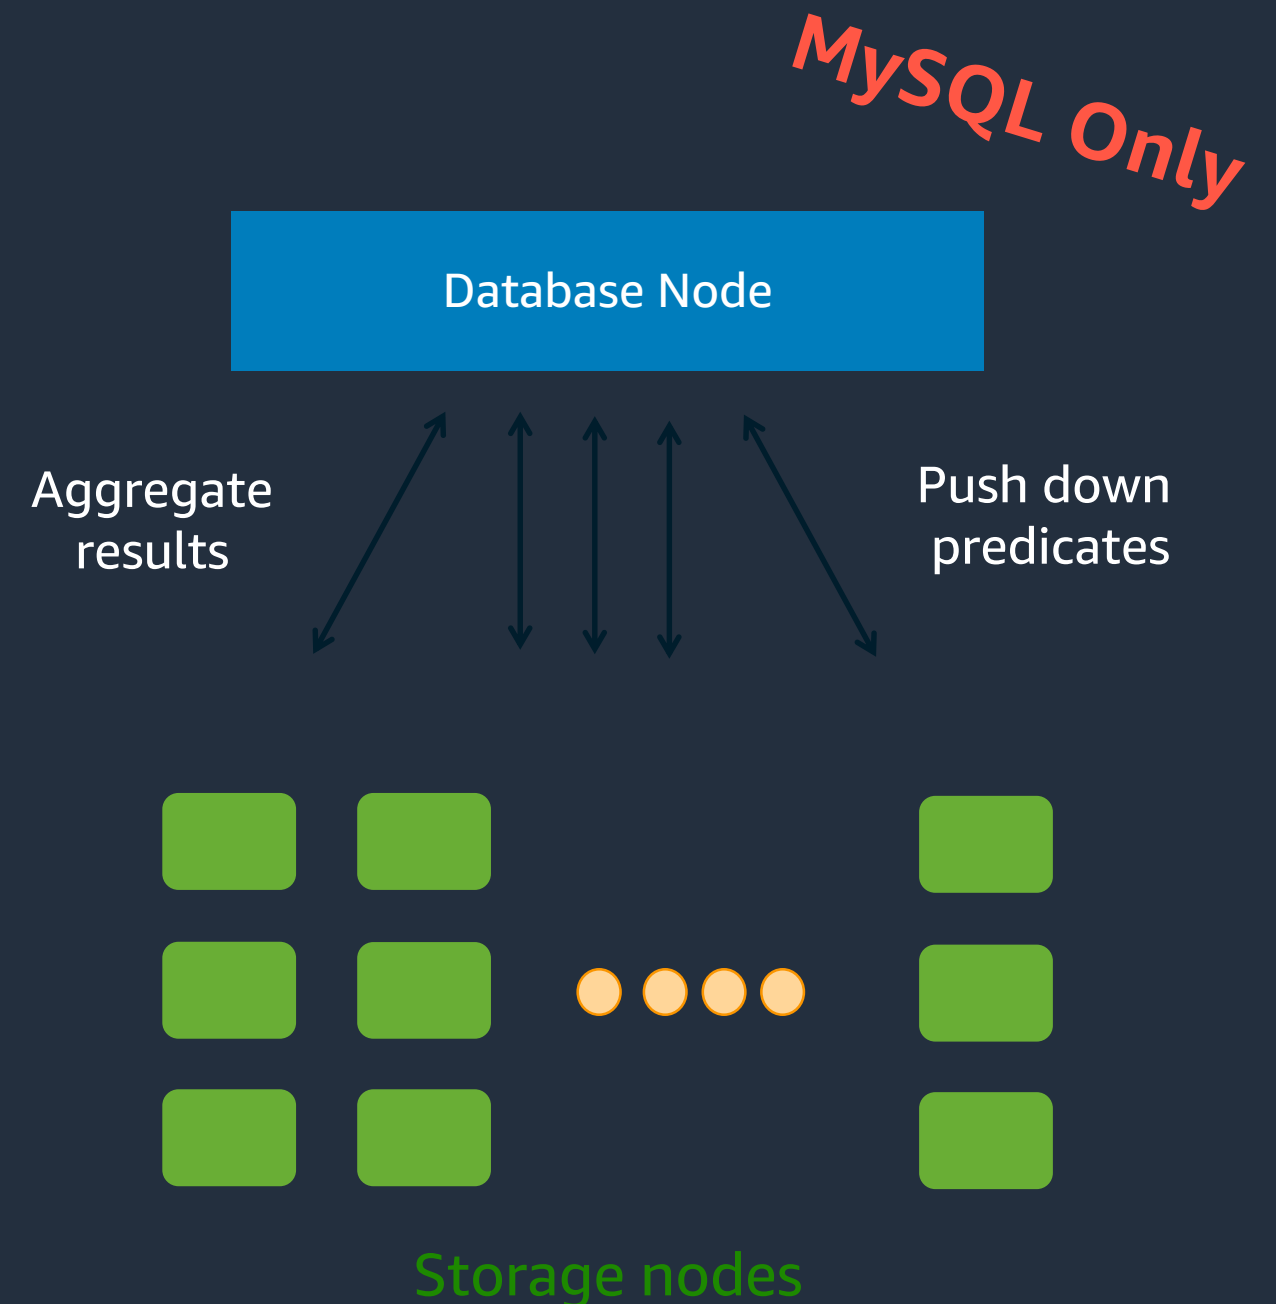 MySQL Only
Database Node
Aggregate
results
Push down
predicates
Storage nodes